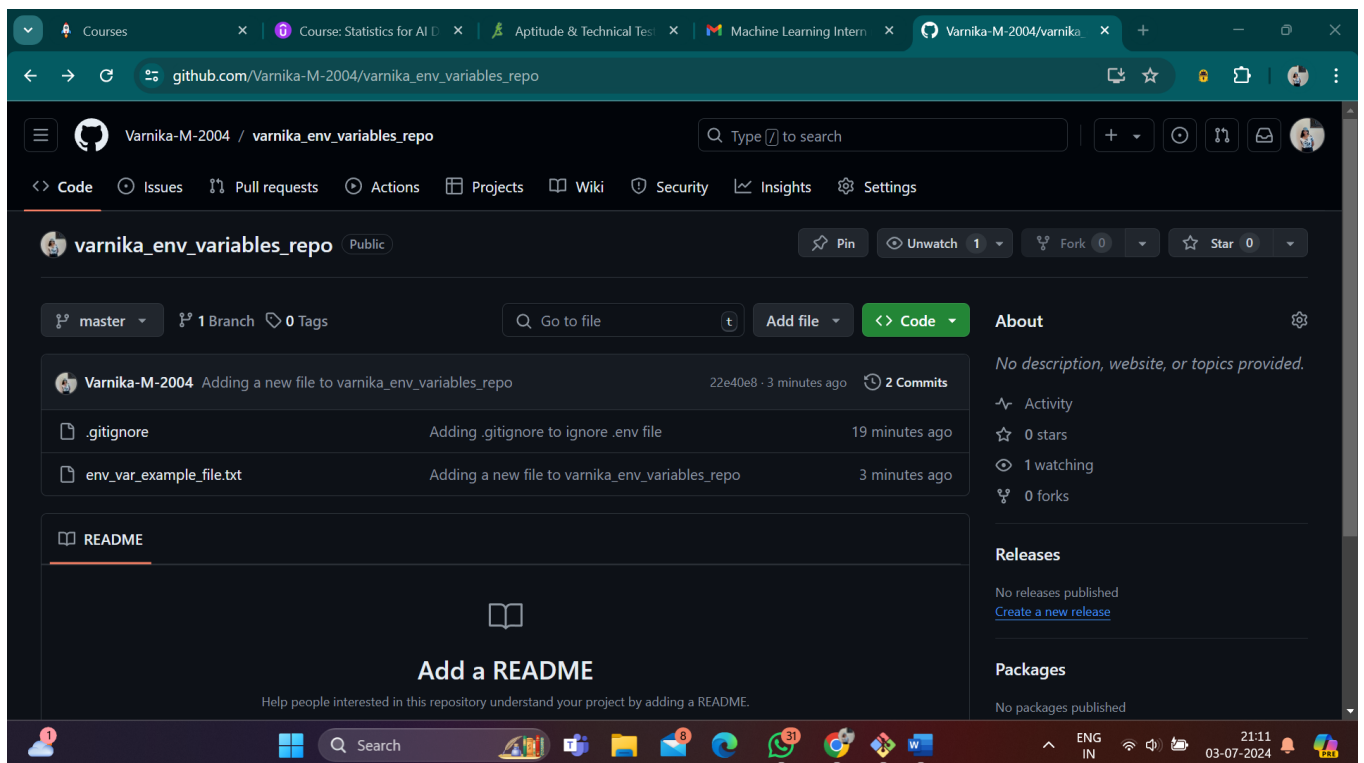 Courses
Course: Statistics for AI D
Aptitude & Technical Test
Machine Learning Intern
Varnika-M-2004/varnika_
github.com/Varnika-M-2004/varnika_env_variables_repo
Varnika-M-2004 / varnika_env_variables_repo
Type / to search
Code
Issues
Pull requests
Actions
Projects
Wiki
Security
Insights
Settings
varnika_env_variables_repo Public
Pin
Unwatch 1
Fork 0
Star 0
master
1 Branch
0 Tags
Go to file t
Add file
Code
Varnika-M-2004 Adding a new file to varnika_env_variables_repo 22e40e8 · 3 minutes ago 2 Commits
.gitignore Adding .gitignore to ignore .env file 19 minutes ago
env_var_example_file.txt Adding a new file to varnika_env_variables_repo 3 minutes ago
README
Add a README
Help people interested in this repository understand your project by adding a README.
About
No description, website, or topics provided.
Activity
0 stars
1 watching
0 forks
Releases
No releases published
Create a new release
Packages
No packages published
1
Search
8
31
ENG
IN
21:11
03-07-2024
PRE